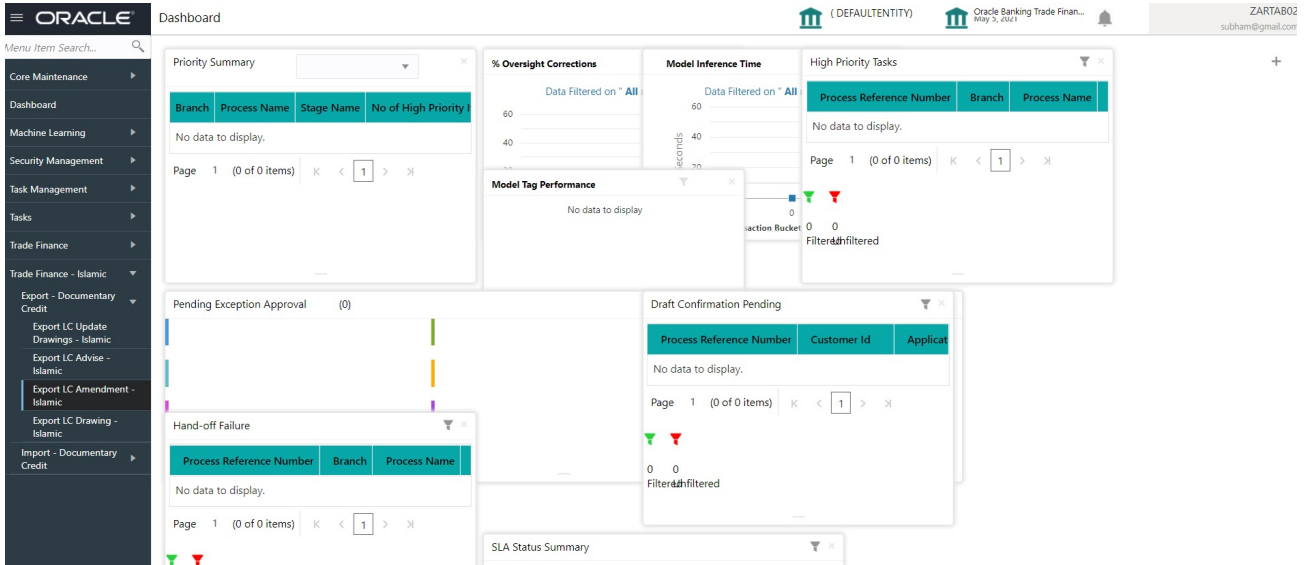 ORACLE
Dashboard
( DEFAULTENTITY)
Oracle Banking Trade Finan...
May 5, 2021
ZARTAB02
subham@gmail.com
Menu Item Search...
Core Maintenance
Dashboard
Machine Learning
Security Management
Task Management
Tasks
Trade Finance
Trade Finance - Islamic
Export - Documentary
Credit
Export LC Update
Drawings - Islamic
Export LC Advise -
Islamic
Export LC Amendment -
Islamic
Export LC Drawing -
Islamic
Import - Documentary
Credit
Priority Summary
Branch Process Name Stage Name No of High Priority
No data to display.
Page 1 (0 of 0 items) 1
% Oversight Corrections
Data Filtered on " All
60
40
Model Inference Time
Data Filtered on " All
60
40
20
0
Model Tag Performance
No data to display
High Priority Tasks
Process Reference Number Branch Process Name
No data to display.
Page 1 (0 of 0 items) 1
0 0
Filtered Unfiltered
Pending Exception Approval (0)
Draft Confirmation Pending
Process Reference Number Customer Id Applicat
No data to display.
Page 1 (0 of 0 items) 1
0 0
Filtered Unfiltered
Hand-off Failure
Process Reference Number Branch Process Name
No data to display.
Page 1 (0 of 0 items) 1
SLA Status Summary